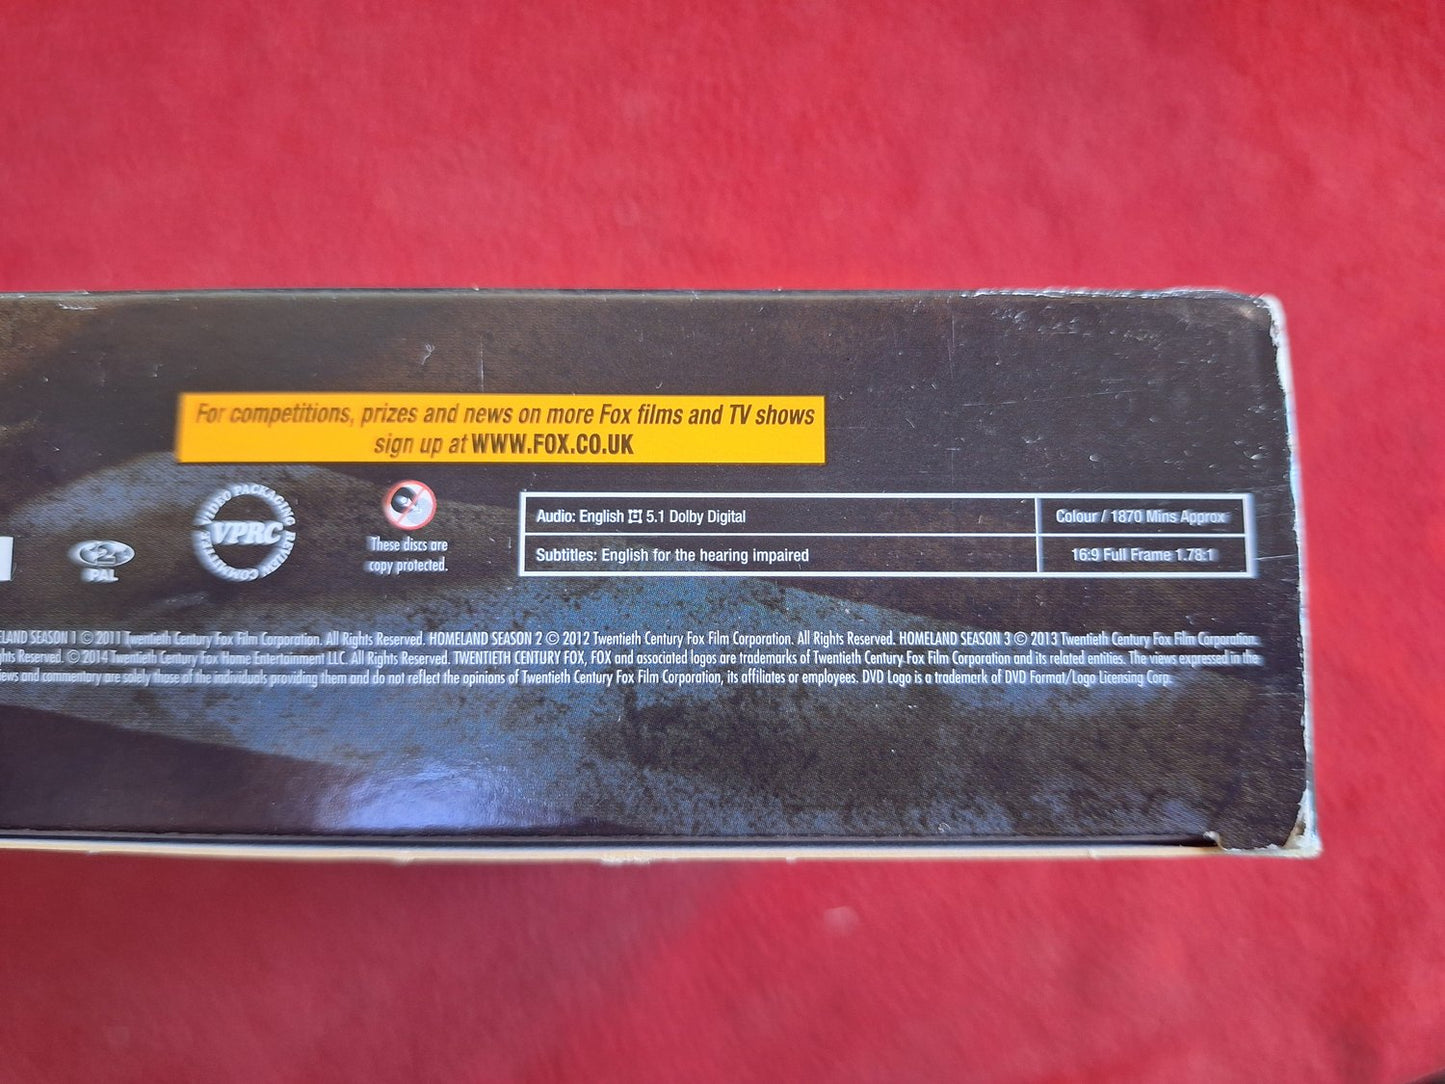 For competitions, prizes and news on more Fox films and TV shows
sign up at WWW.FOX.CO.UK
VIDEO PACKAGING REVIEW COMMITTEE
VPRC
2
PAL
These discs are
copy protected.
Audio: English 5.1 Dolby Digital
Colour / 1870 Mins Approx
Subtitles: English for the hearing impaired
16:9 Full Frame 1.78:1
SEASON 1 © 2011 Twentieth Century Fox Film Corporation. All Rights Reserved. HOMELAND SEASON 2 © 2012 Twentieth Century Fox Film Corporation. All Rights Reserved. HOMELAND SEASON 3 © 2013 Twentieth Century Fox Film Corporation.
Reserved. © 2014 Twentieth Century Fox Home Entertainment LLC. All Rights Reserved. TWENTIETH CENTURY FOX, FOX and associated logos are trademarks of Twentieth Century Fox Film Corporation and its related entities. The views expressed in the
and commentary are solely those of the individuals providing them and do not reflect the opinions of Twentieth Century Fox Film Corporation, its affiliates or employees. DVD Logo is a trademark of DVD Format/Logo Licensing Corp.